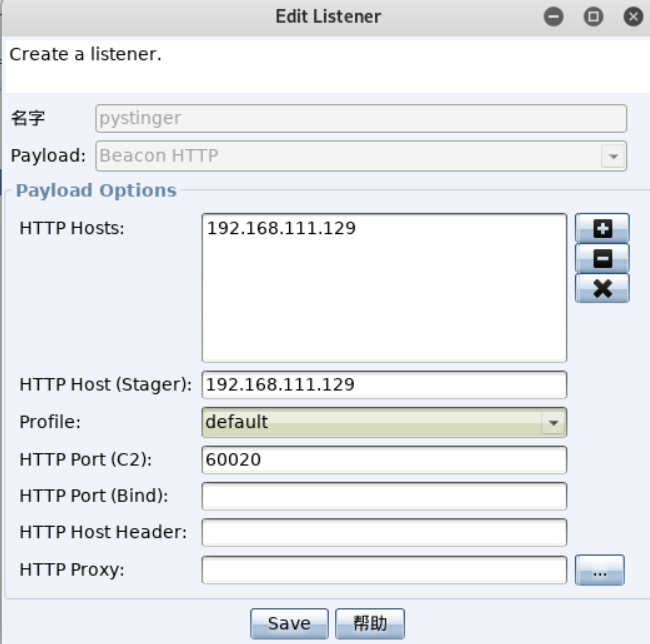 Edit Listener
Create a listener.
名字 pystinger
Payload: Beacon HTTP
Payload Options
HTTP Hosts: 192.168.111.129
HTTP Host (Stager): 192.168.111.129
Profile: default
HTTP Port (C2): 60020
HTTP Port (Bind):
HTTP Host Header:
HTTP Proxy: ...
Save 帮助